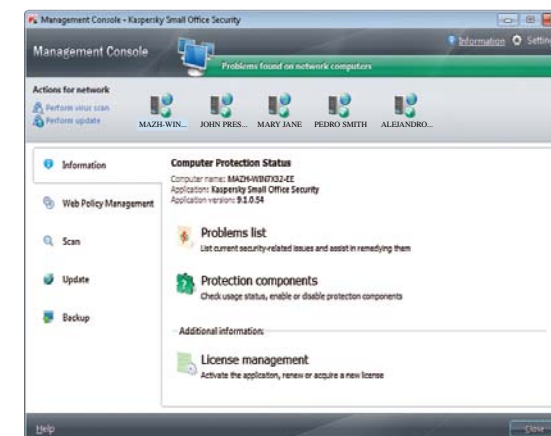 Management Console - Kaspersky Small Office Security
Management Console
Information Settin
Problems found on network computers
Actions for network
Perform virus scan
Perform update
MAZH-WIN... JOHN PRES... MARY JANE PEDRO SMITH ALEJANDRO...
Information
Web Policy Management
Scan
Update
Backup
Computer Protection Status
Computer name: MAZH-WIN7X32-EE
Application: Kaspersky Small Office Security
Application version: 9.1.0.54
Problems list
List current security-related issues and assist in remedying them
Protection components
Check usage status, enable or disable protection components
Additional information:
License management
Activate the application, renew or acquire a new license
Help
Close